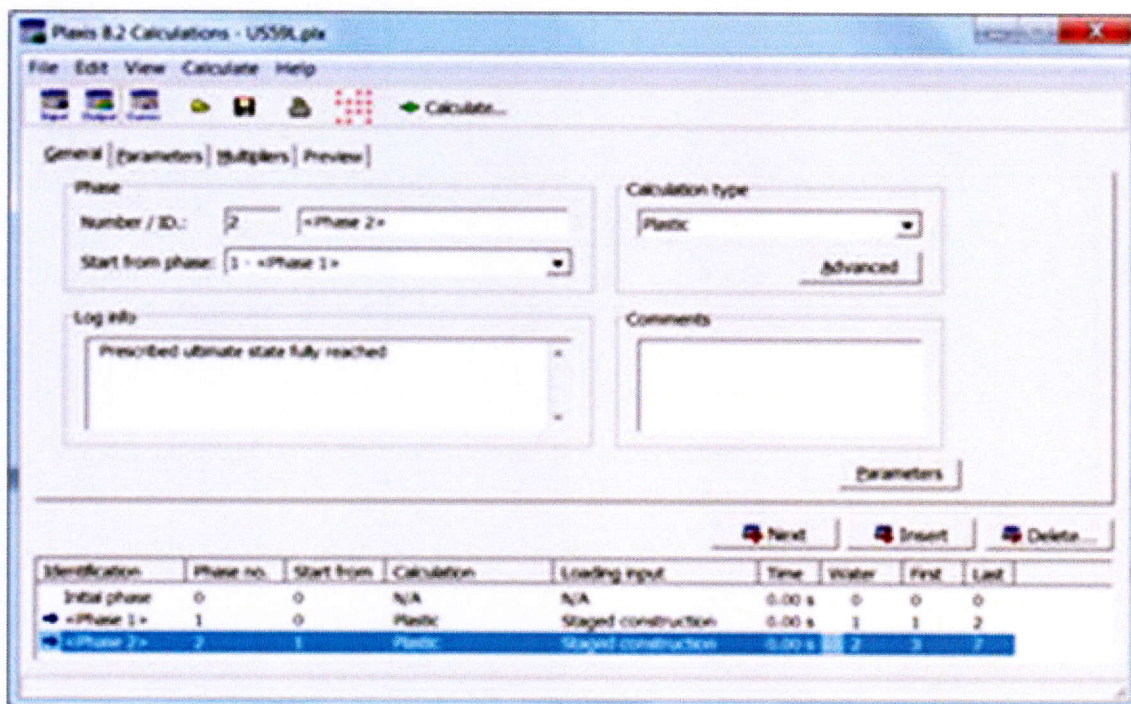 Plaxis 8.2 Calculations - US59L.plx
File Edit View Calculate Help
Input Output Curves Calculate...
General Parameters Multipliers Preview
Phase
Number / ID.: 2 <Phase 2>
Start from phase: 1 - <Phase 1>
Calculation type
Plastic
Advanced
Log info
Prescribed ultimate state fully reached
Comments
Parameters
Next Insert Delete...
Identification Phase no. Start from Calculation Loading input Time Water First Last
Initial phase 0 0 N/A N/A 0.00 s 0 0 0
<Phase 1> 1 0 Plastic Staged construction 0.00 s 1 1 2
<Phase 2> 2 1 Plastic Staged construction 0.00 s 2 3 7